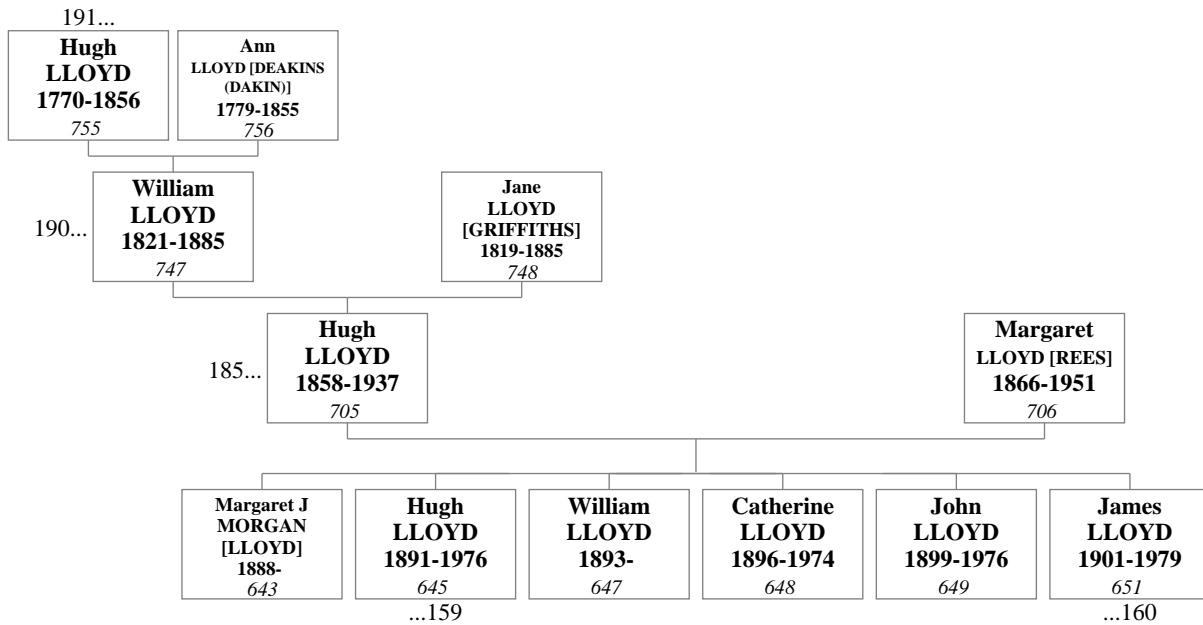 191...
Hugh
LLOYD
1770-1856
755
Ann
LLOYD [DEAKINS
(DAKIN)]
1779-1855
756
190...
William
LLOYD
1821-1885
747
Jane
LLOYD
[GRIFFITHS]
1819-1885
748
185...
Hugh
LLOYD
1858-1937
705
Margaret
LLOYD [REES]
1866-1951
706
Margaret J
MORGAN
[LLOYD]
1888-
643
Hugh
LLOYD
1891-1976
645
...159
William
LLOYD
1893-
647
Catherine
LLOYD
1896-1974
648
John
LLOYD
1899-1976
649
James
LLOYD
1901-1979
651
...160